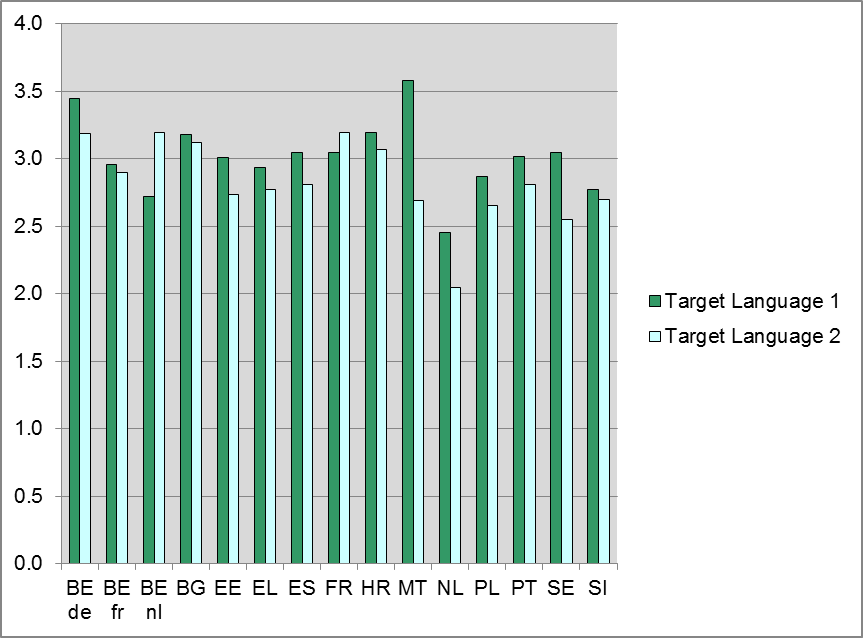 4.0
3.5
3.0
2.5
2.0
1.5
1.0
0.5
0.0
BE de
BE fr
BE nl
BG
EE
EL
ES
FR
HR
MT
NL
PL
PT
SE
SI
Target Language 1
Target Language 2